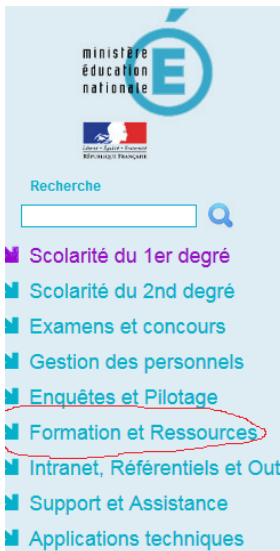 ministère
éducation
nationale
É
Liberté • Égalité • Fraternité
RÉPUBLIQUE FRANÇAISE
Recherche
Scolarité du 1er degré
Scolarité du 2nd degré
Examens et concours
Gestion des personnels
Enquêtes et Pilotage
Formation et Ressources
Intranet, Référentiels et Out
Support et Assistance
Applications techniques